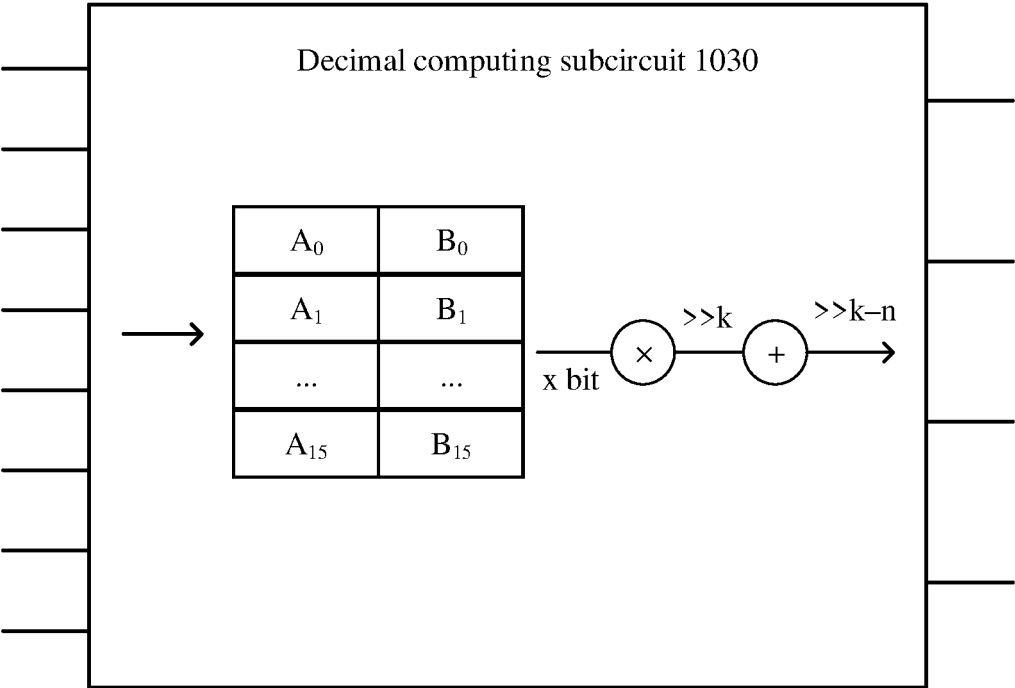 Decimal computing subcircuit 1030
A₀ B₀
A₁ B₁
... ...
A₁₅ B₁₅
x bit
×
>>k
+
>>k–n